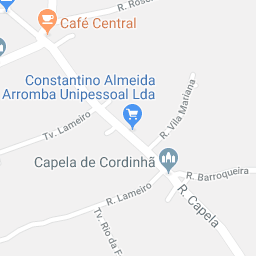 R. Rosei
Café Central
Constantino Almeida
Arromba Unipessoal Lda
Tv. Lameiro
R. Vila Mariana
Capela de Cordinhã
R. Barroqueira
R. Lameiro
R. Capela
Tv.
Rio da F